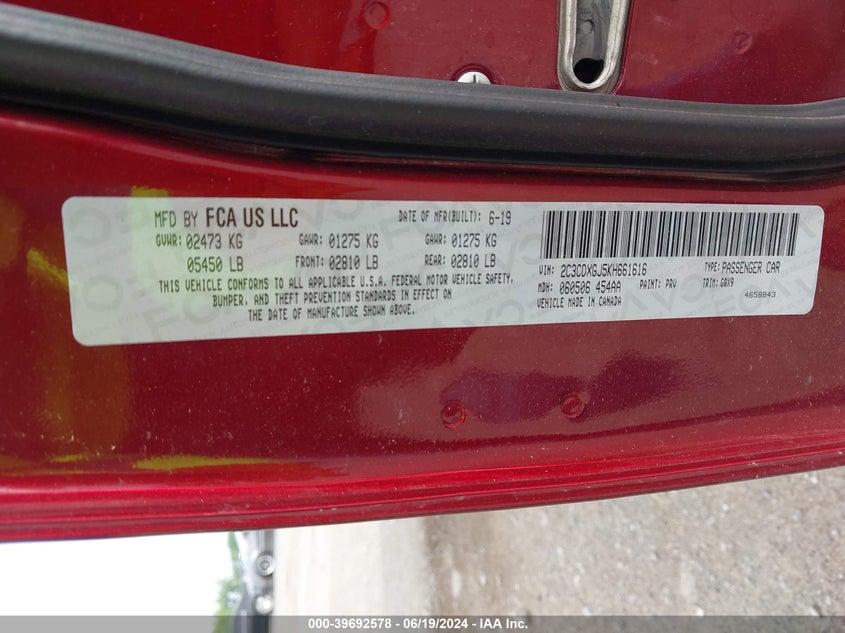 MFD BY FCA US LLC DATE OF MFR(BUILT): 6-19
GVWR: 02473 KG GAWR: 01275 KG GAWR: 01275 KG
05450 LB FRONT: 02810 LB REAR: 02810 LB
THIS VEHICLE CONFORMS TO ALL APPLICABLE U.S.A. FEDERAL MOTOR VEHICLE SAFETY,
BUMPER, AND THEFT PREVENTION STANDARDS IN EFFECT ON
THE DATE OF MANUFACTURE SHOWN ABOVE.
VIN: 2C3CDXGJ5KH661616 TYPE: PASSENGER CAR
MDH: 060506 454AA PAINT: PRV TRIM: GBX9
VEHICLE MADE IN CANADA 4658843
000-39692578 - 06/19/2024 - IAA Inc.